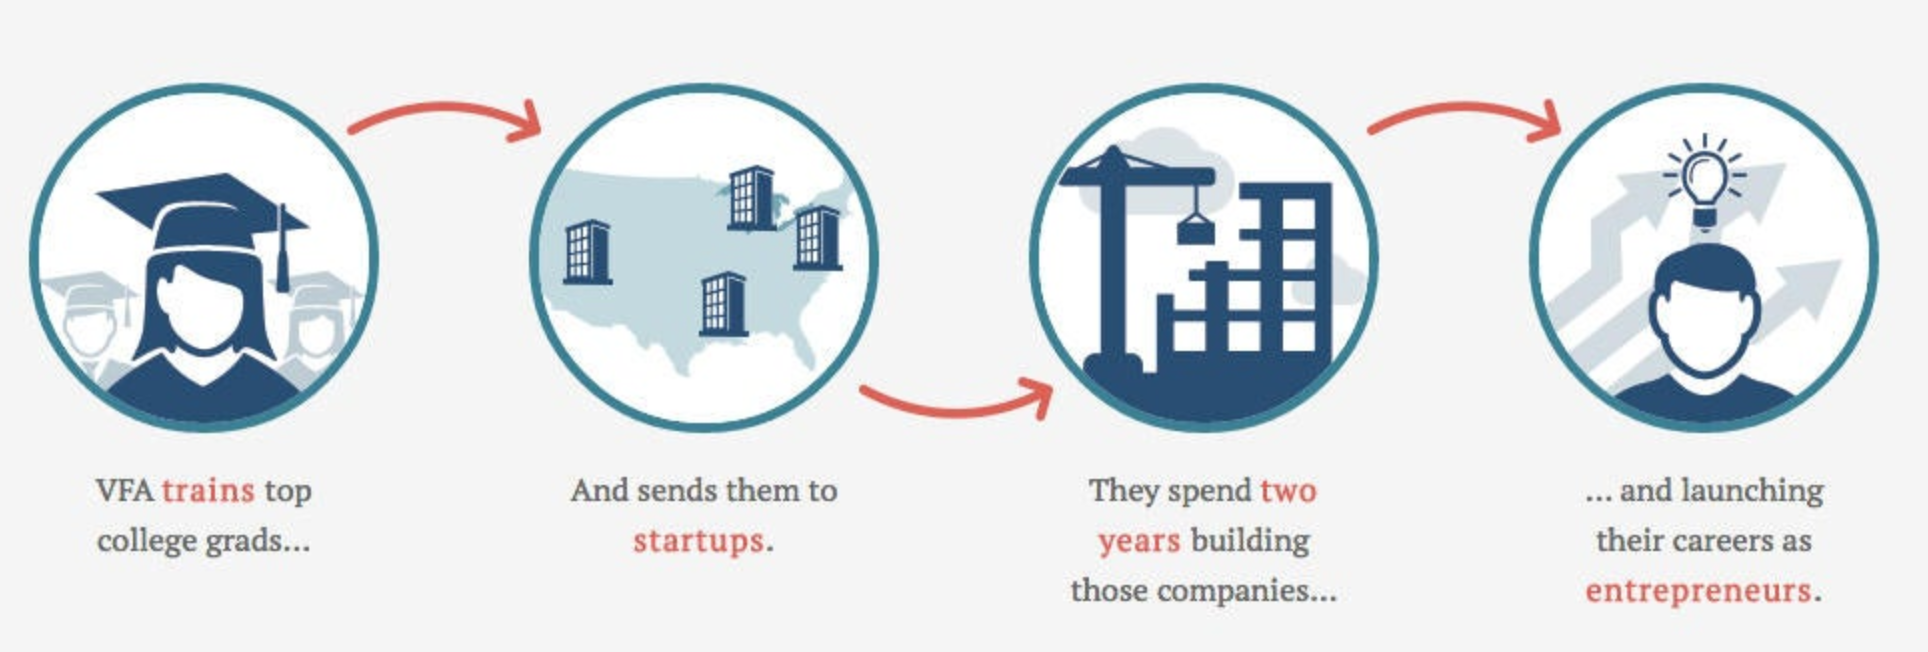 VFA trains top
college grads...
And sends them to
startups.
They spend two
years building
those companies...
... and launching
their careers as
entrepreneurs.